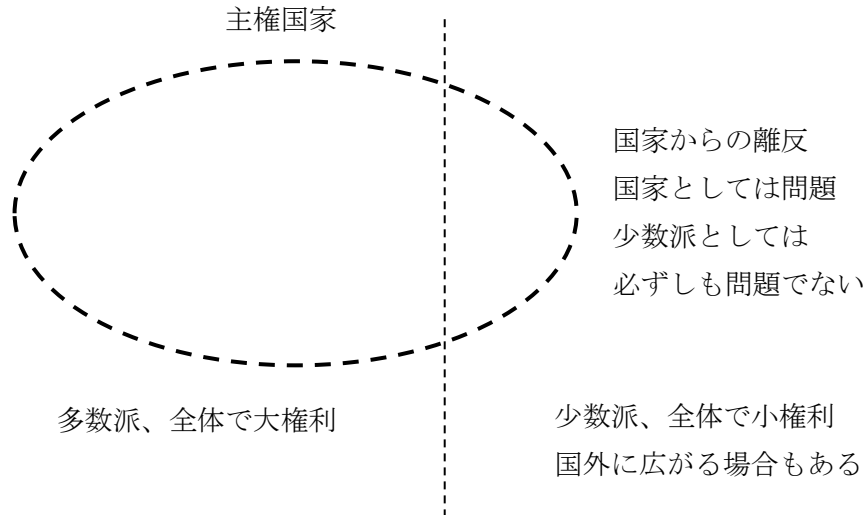 主権国家
国家からの離反
国家としては問題
少数派としては
必ずしも問題でない
多数派、全体で大権利
少数派、全体で小権利
国外に広がる場合もある